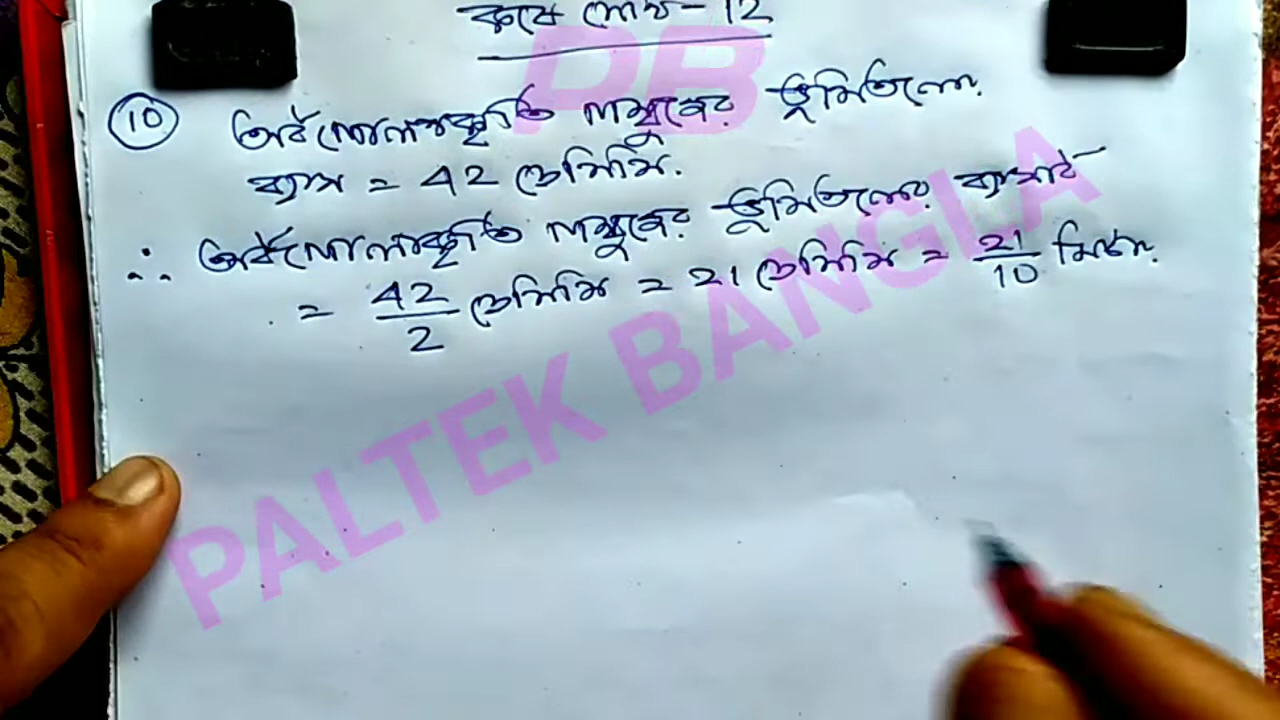 কষে দেখি - 12
PB
10 অর্ধগোলাকৃতি গম্বুজের ভূমিতলের
ব্যাস = 42 ডেসিমি.
∴ অর্ধগোলাকৃতি গম্বুজের ভূমিতলের ব্যাসার্ধ
= 42/2 ডেসিমি = 21 ডেসিমি = 21/10 মিটার.
PALTEK BANGLA